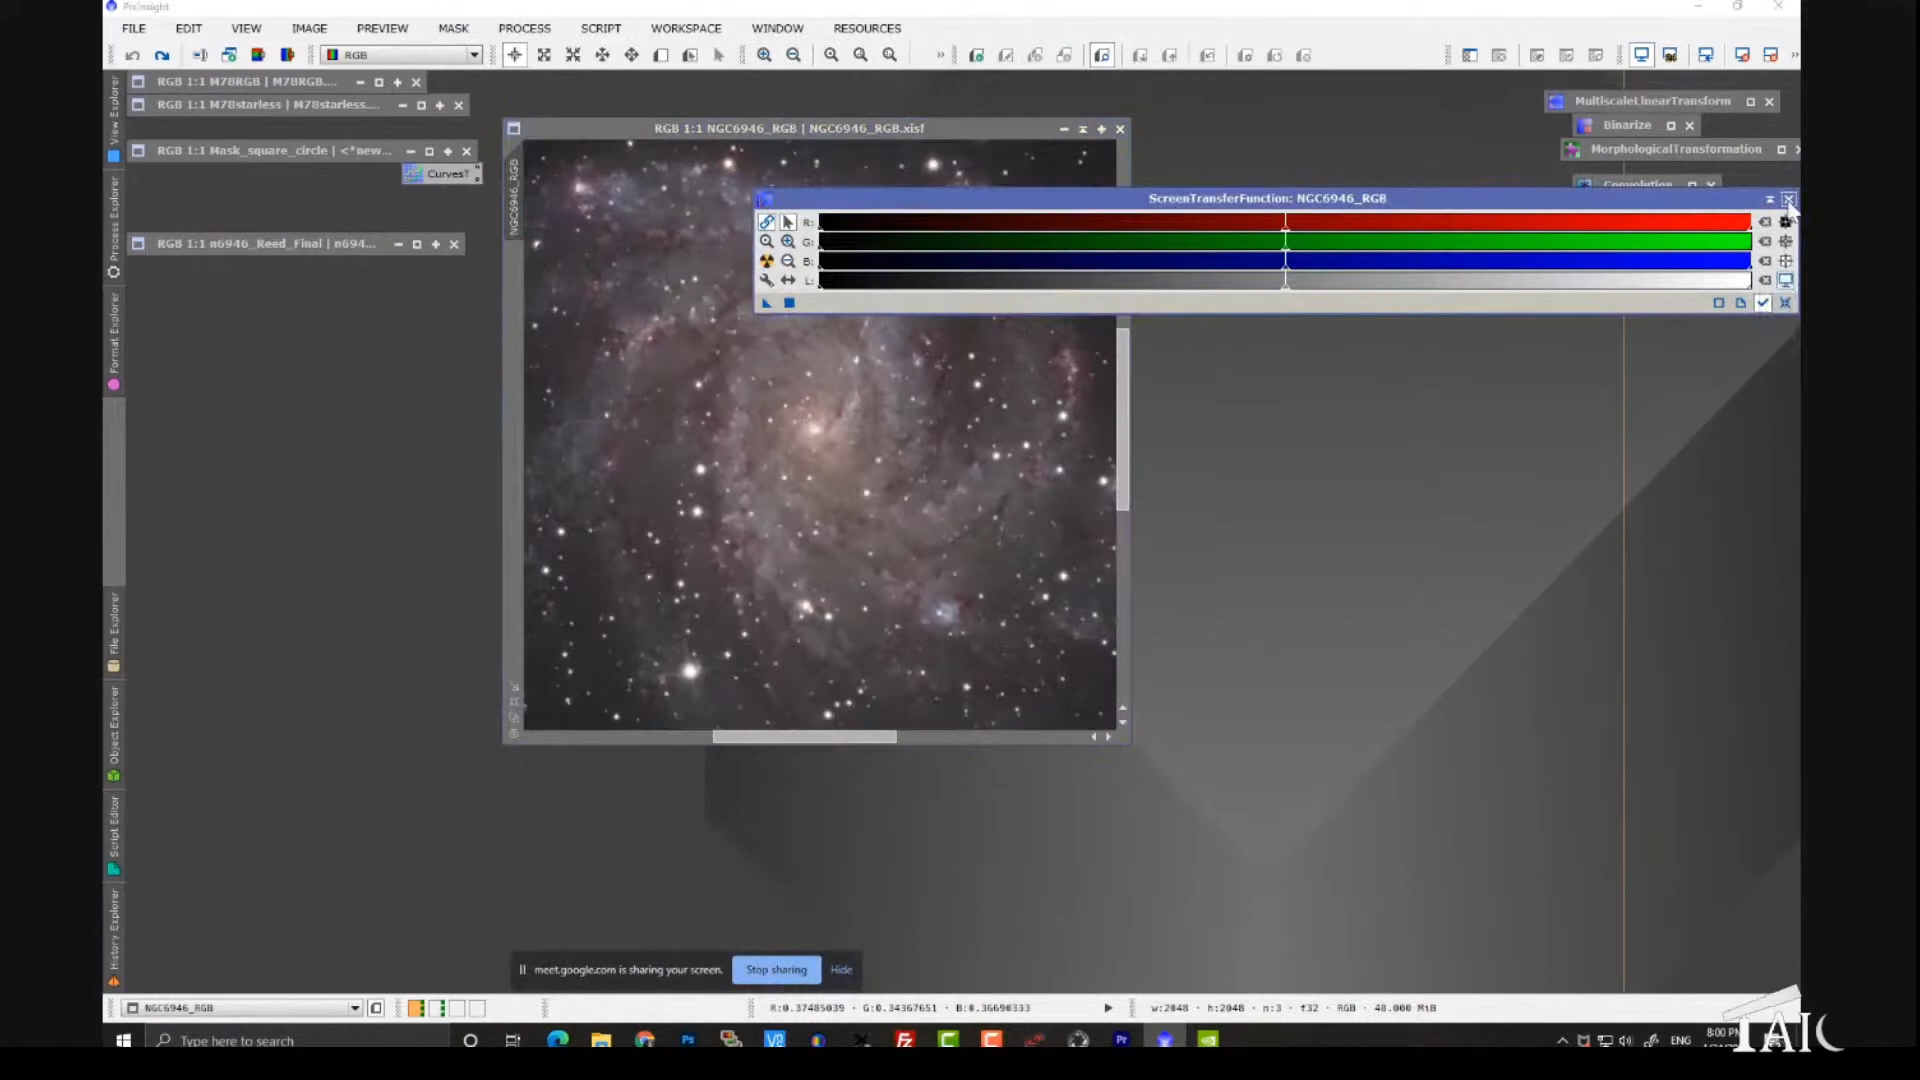 PixInsight
FILE EDIT VIEW IMAGE PREVIEW MASK PROCESS SCRIPT WORKSPACE WINDOW RESOURCES
RGB
RGB 1:1 M78RGB | M78RGB....
RGB 1:1 M78starless | M78starless....
RGB 1:1 Mask_square_circle | <*new...
CurvesT
RGB 1:1 n6946_Reed_Final | n694...
View Explorer
Process Explorer
Format Explorer
File Explorer
Object Explorer
Script Editor
History Explorer
RGB 1:1 NGC6946_RGB | NGC6946_RGB.xisf
NGC6946_RGB
MultiscaleLinearTransform
Binarize
MorphologicalTransformation
Convolution
ScreenTransferFunction: NGC6946_RGB
R:
G:
B:
L:
meet.google.com is sharing your screen. Stop sharing Hide
NGC6946_RGB
R:0.37485039 · G:0.34367651 · B:0.36690333
w:2048 · h:2048 · n:3 · f32 · RGB · 48.000 MiB
Type here to search
Ps
V2
Pr
ENG
8:00 PM
TAIC